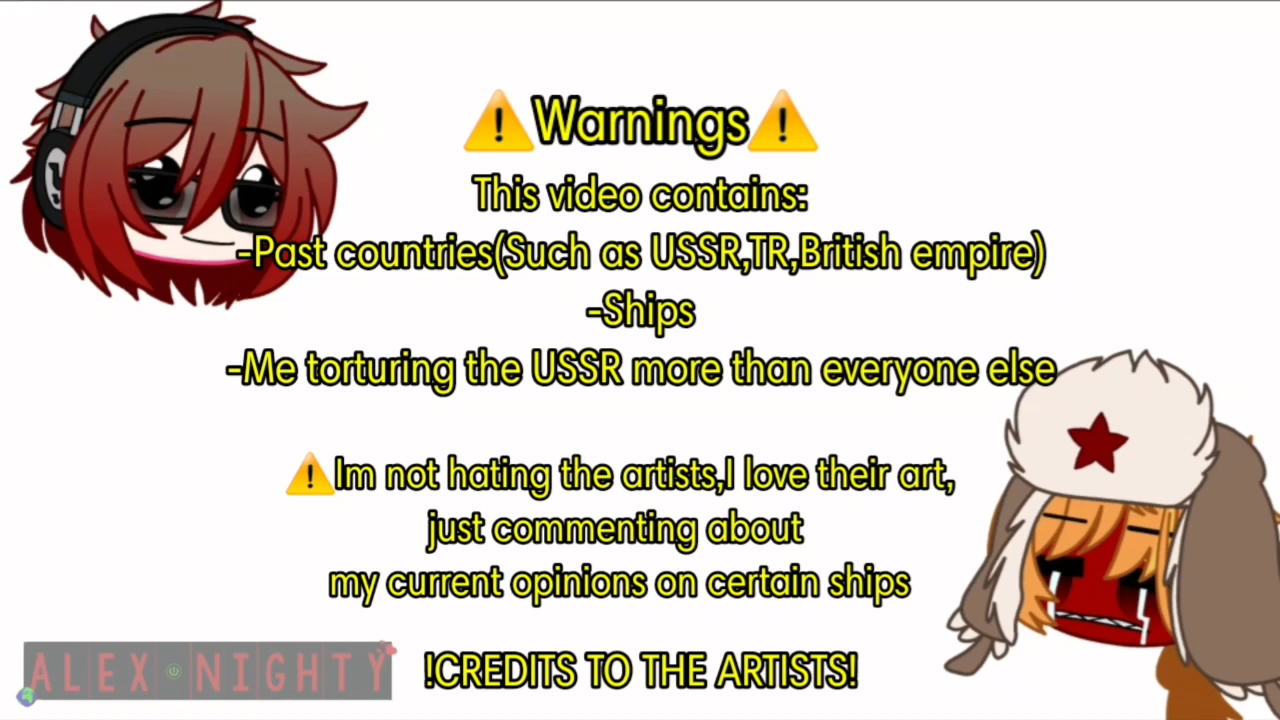 ⚠️Warnings⚠️
This video contains:
-Past countries(Such as USSR,TR,British empire)
-Ships
-Me torturing the USSR more than everyone else
⚠️Im not hating the artists,I love their art,
just commenting about
my current opinions on certain ships
!CREDITS TO THE ARTISTS!
ALEX NIGHTY